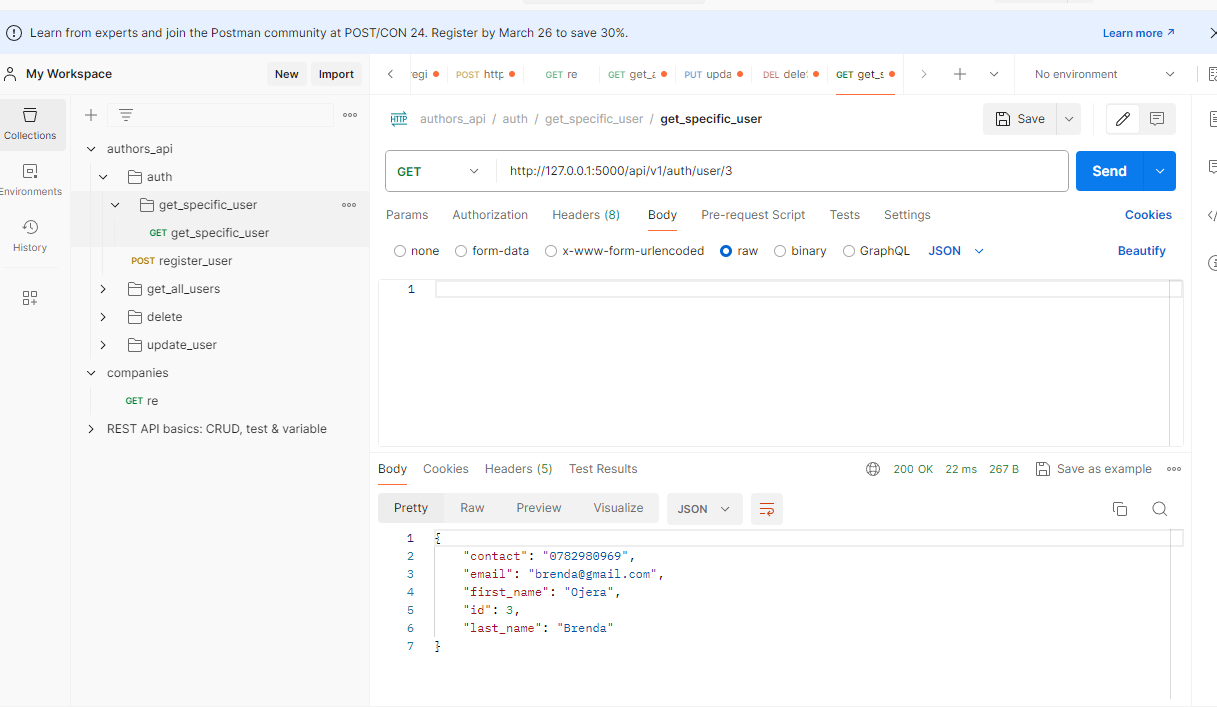 Learn from experts and join the Postman community at POST/CON 24. Register by March 26 to save 30%.
Learn more
My Workspace
New
Import
egi
POST http
GET re
GET get_a
PUT upda
DEL delet
GET get_s
No environment
Collections
Environments
History
authors_api
auth
get_specific_user
GET get_specific_user
POST register_user
get_all_users
delete
update_user
companies
GET re
REST API basics: CRUD, test & variable
HTTP
authors_api / auth / get_specific_user / get_specific_user
Save
GET
http://127.0.0.1:5000/api/v1/auth/user/3
Send
Params
Authorization
Headers (8)
Body
Pre-request Script
Tests
Settings
Cookies
none
form-data
x-www-form-urlencoded
raw
binary
GraphQL
JSON
Beautify
1
Body
Cookies
Headers (5)
Test Results
200 OK
22 ms
267 B
Save as example
Pretty
Raw
Preview
Visualize
JSON
1 {
2 "contact": "0782980969",
3 "email": "brenda@gmail.com",
4 "first_name": "Ojera",
5 "id": 3,
6 "last_name": "Brenda"
7 }